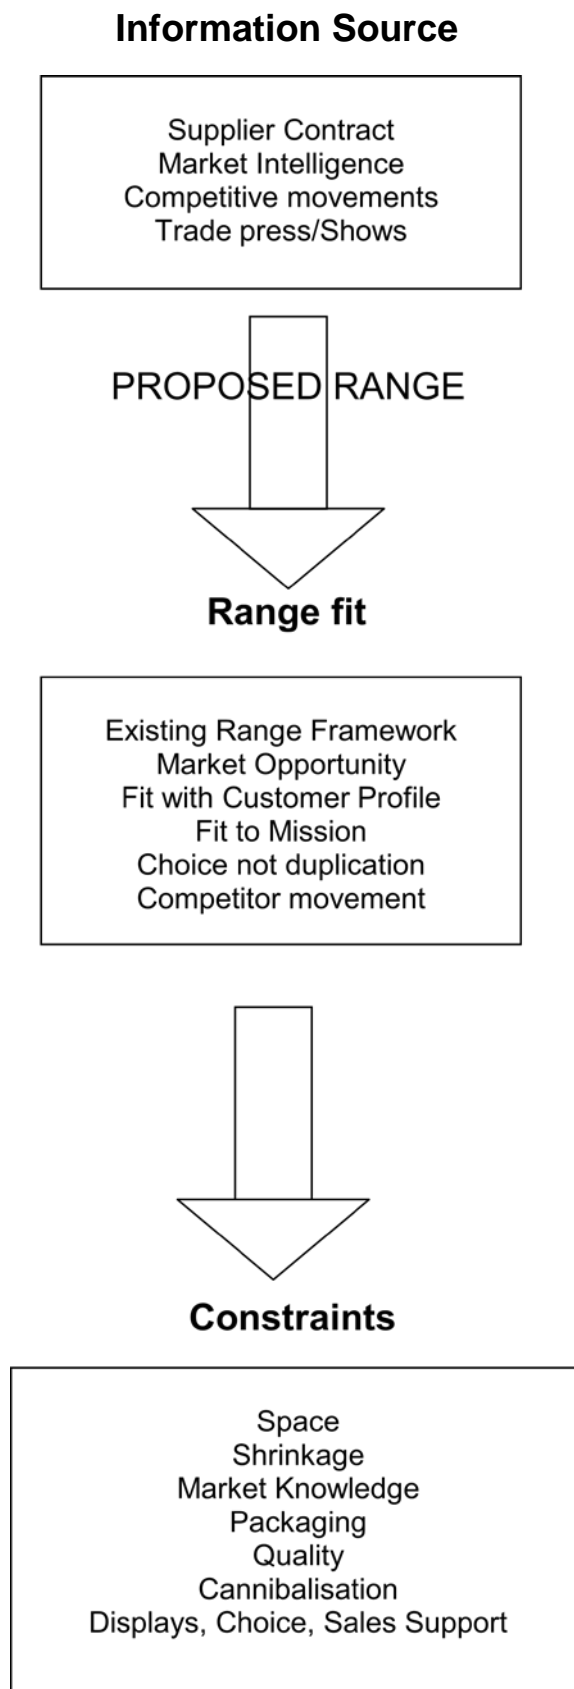 Information Source
Supplier Contract
Market Intelligence
Competitive movements
Trade press/Shows
PROPOSED RANGE
Range fit
Existing Range Framework
Market Opportunity
Fit with Customer Profile
Fit to Mission
Choice not duplication
Competitor movement
Constraints
Space
Shrinkage
Market Knowledge
Packaging
Quality
Cannibalisation
Displays, Choice, Sales Support